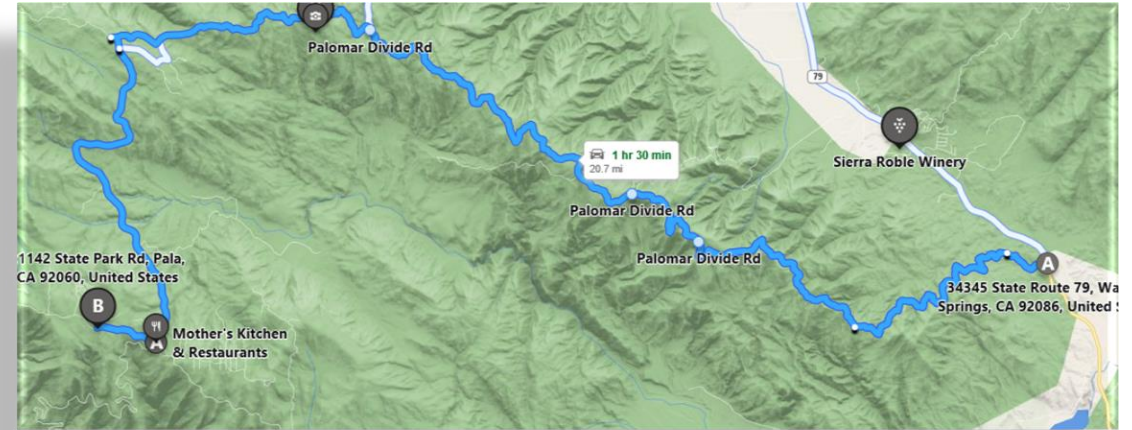 Palomar Divide Rd
79
Sierra Roble Winery
1 hr 30 min
20.7 mi
Palomar Divide Rd
Palomar Divide Rd
1142 State Park Rd, Pala,
CA 92060, United States
A
34345 State Route 79, Wa
Springs, CA 92086, United S
B
Mother's Kitchen
& Restaurants
A